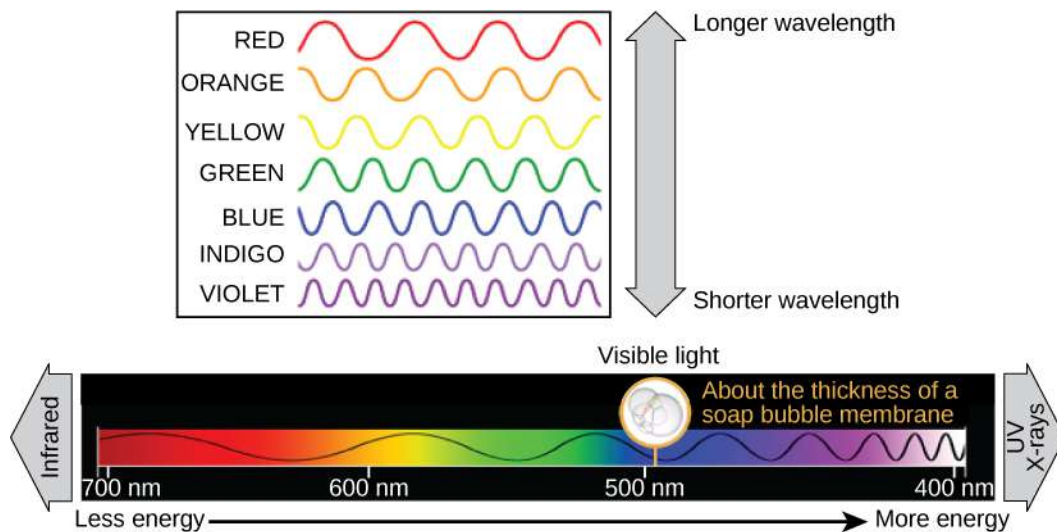 RED
ORANGE
YELLOW
GREEN
BLUE
INDIGO
VIOLET
Longer wavelength
Shorter wavelength
Visible light
About the thickness of a
soap bubble membrane
Infrared
UV
X-rays
700 nm
600 nm
500 nm
400 nm
Less energy
More energy